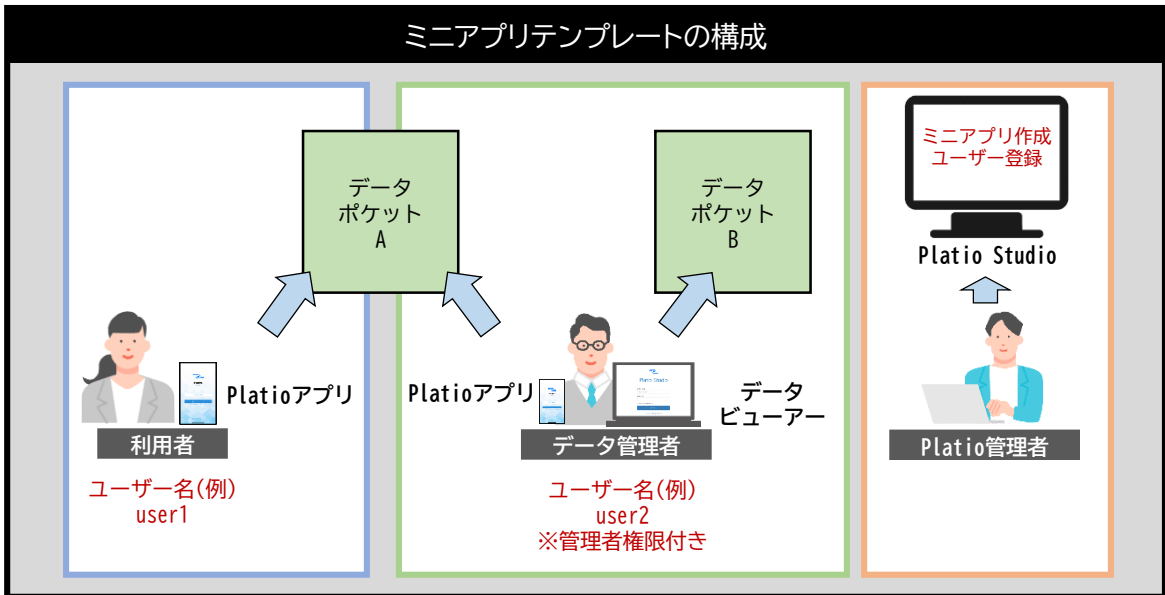 ミニアプリテンプレートの構成
データ
ポケット
A
Platioアプリ
利用者
ユーザー名(例)
user1
データ
ポケット
B
Platioアプリ
Platio Studio
データ
ビューアー
データ管理者
ユーザー名(例)
user2
※管理者権限付き
ミニアプリ作成
ユーザー登録
Platio Studio
Platio管理者